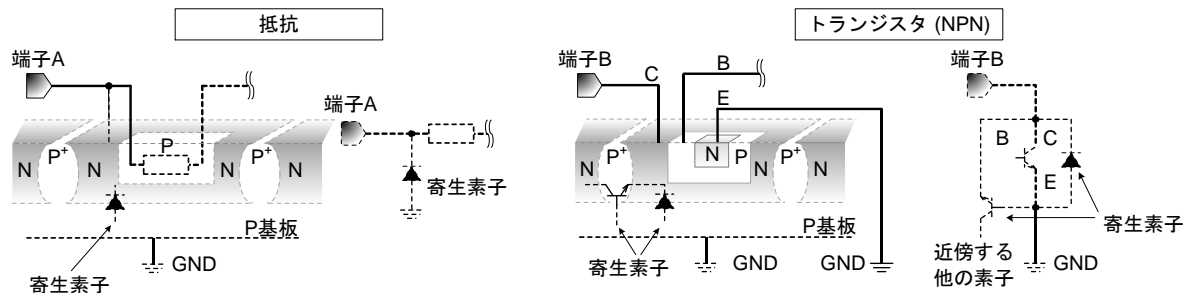 抵抗
端子A
P
N
P+
N
N
P+
N
P基板
寄生素子
GND
端子A
寄生素子
トランジスタ (NPN)
端子B
C
B
E
N
P+
N
N
P
N
P+
N
P基板
寄生素子
GND
GND
端子B
B
C
E
寄生素子
近傍する
他の素子
GND